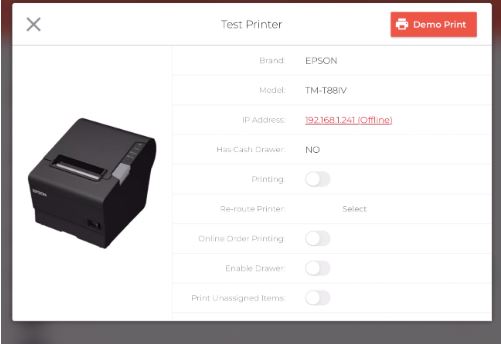 Test Printer
Demo Print
Brand: EPSON
Model: TM-T88IV
IP Address: 192.168.1.241 (Offline)
Has Cash Drawer: NO
Printing:
Re-route Printer: Select
Online Order Printing:
Enable Drawer:
Print Unassigned Items:
EPSON